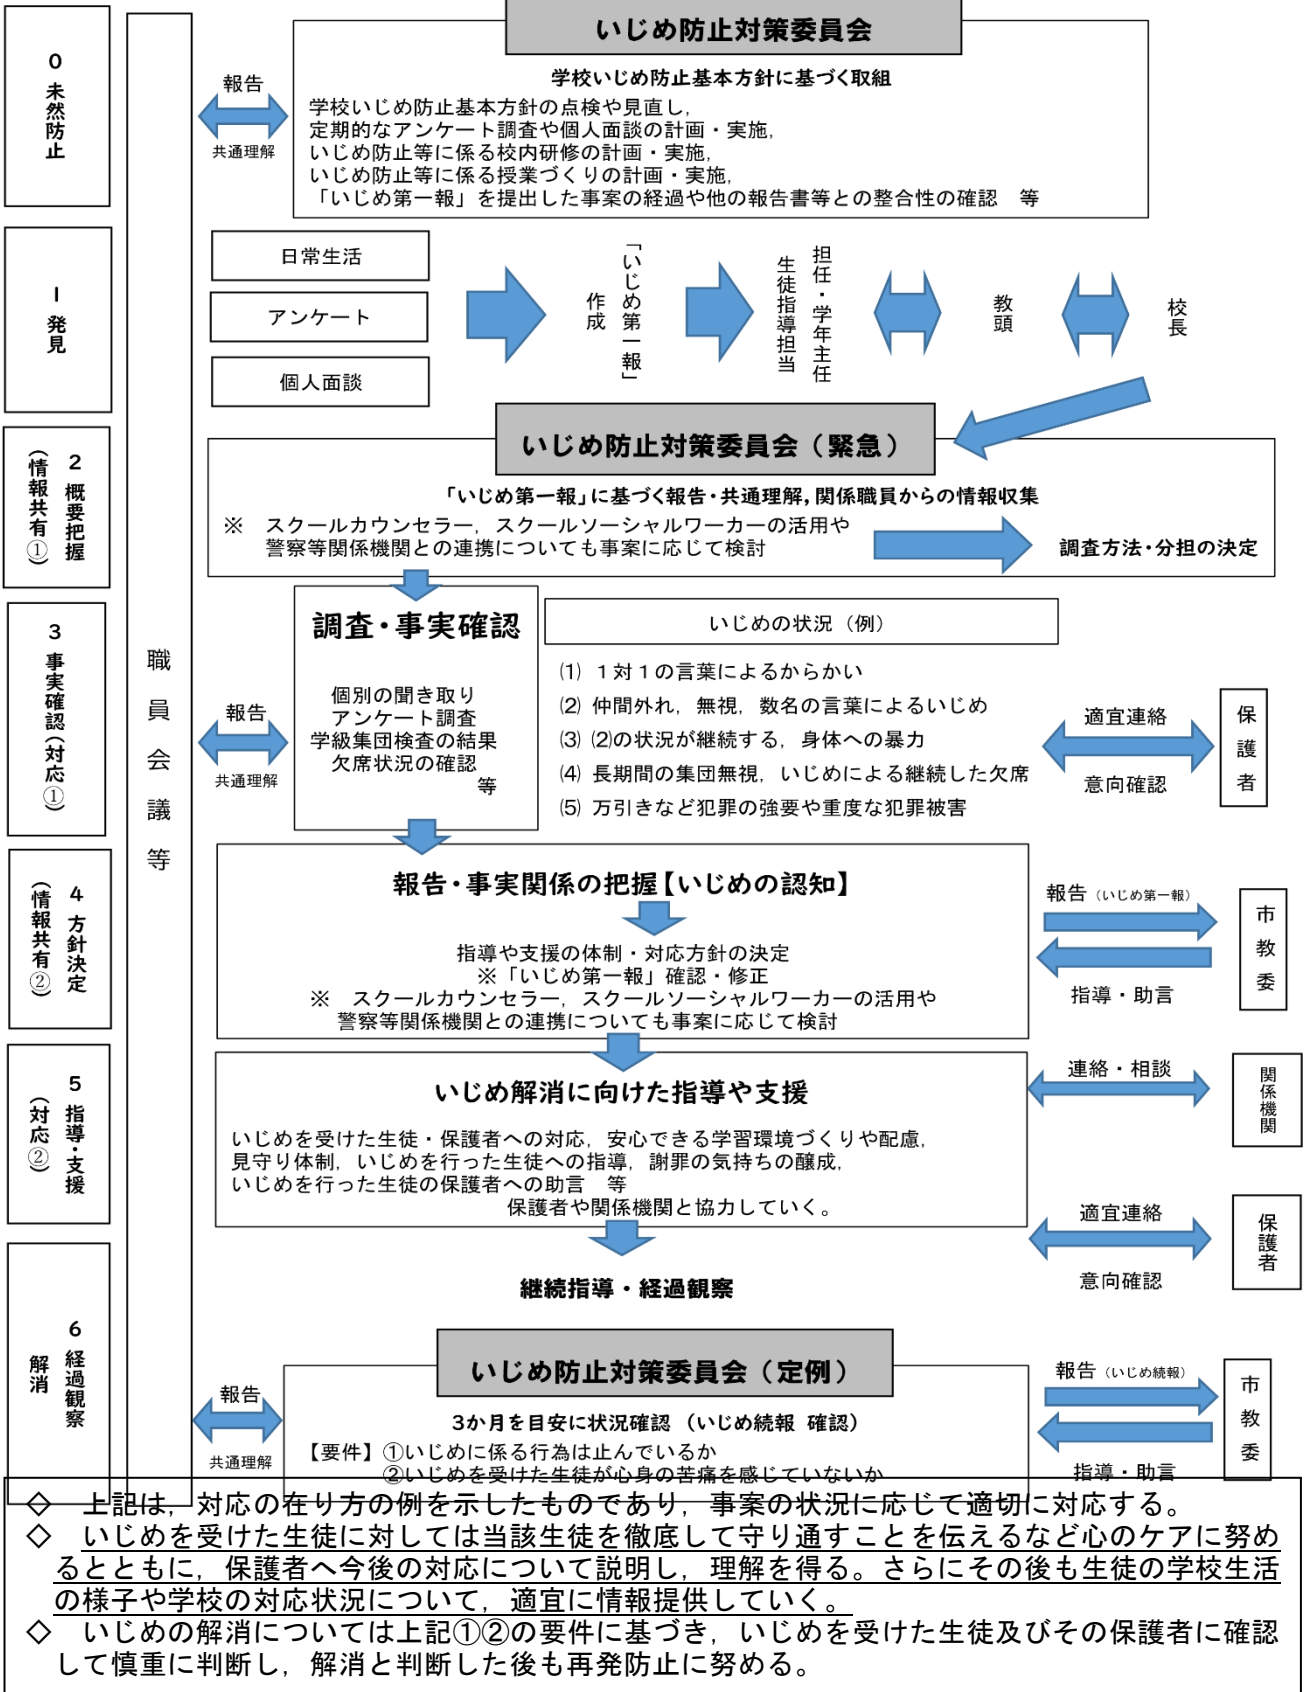 いじめ防止対策委員会
0 未然防止
報告
共通理解
学校いじめ防止基本方針に基づく取組
学校いじめ防止基本方針の点検や見直し，
定期的なアンケート調査や個人面談の計画・実施，
いじめ防止等に係る校内研修の計画・実施，
いじめ防止等に係る授業づくりの計画・実施，
「いじめ第一報」を提出した事案の経過や他の報告書等との整合性の確認　等
1 発見
日常生活
アンケート
個人面談
「いじめ第一報」
作成
担任・学年主任
生徒指導担当
教頭
校長
2 概要把握
（情報共有①）
いじめ防止対策委員会（緊急）
「いじめ第一報」に基づく報告・共通理解，関係職員からの情報収集
※　スクールカウンセラー，スクールソーシャルワーカーの活用や
警察等関係機関との連携についても事案に応じて検討
調査方法・分担の決定
職員会議等
3 事実確認（対応①）
報告
共通理解
調査・事実確認
個別の聞き取り
アンケート調査
学級集団検査の結果
欠席状況の確認
等
いじめの状況（例）
⑴ １対１の言葉によるからかい
⑵ 仲間外れ，無視，数名の言葉によるいじめ
⑶ ⑵の状況が継続する，身体への暴力
⑷ 長期間の集団無視，いじめによる継続した欠席
⑸ 万引きなど犯罪の強要や重度な犯罪被害
適宜連絡
意向確認
保護者
4 方針決定
（情報共有②）
報告・事実関係の把握【いじめの認知】
指導や支援の体制・対応方針の決定
※「いじめ第一報」確認・修正
※　スクールカウンセラー，スクールソーシャルワーカーの活用や
警察等関係機関との連携についても事案に応じて検討
報告（いじめ第一報）
指導・助言
市教委
5 指導・支援
（対応②）
いじめ解消に向けた指導や支援
いじめを受けた生徒・保護者への対応，安心できる学習環境づくりや配慮，
見守り体制，いじめを行った生徒への指導，謝罪の気持ちの醸成，
いじめを行った生徒の保護者への助言　等
保護者や関係機関と協力していく。
連絡・相談
関係機関
適宜連絡
意向確認
保護者
継続指導・経過観察
6 経過観察
解消
いじめ防止対策委員会（定例）
報告
共通理解
3か月を目安に状況確認（いじめ続報 確認）
【要件】①いじめに係る行為は止んでいるか
②いじめを受けた生徒が心身の苦痛を感じていないか
報告（いじめ続報）
指導・助言
市教委
◇　上記は，対応の在り方の例を示したものであり，事案の状況に応じて適切に対応する。
◇　いじめを受けた生徒に対しては当該生徒を徹底して守り通すことを伝えるなど心のケアに努め
るとともに，保護者へ今後の対応について説明し，理解を得る。さらにその後も生徒の学校生活
の様子や学校の対応状況について，適宜に情報提供していく。
◇　いじめの解消については上記①②の要件に基づき，いじめを受けた生徒及びその保護者に確認
して慎重に判断し，解消と判断した後も再発防止に努める。